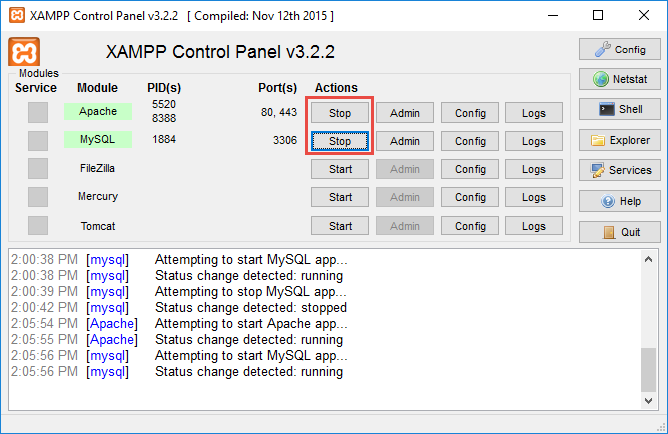 XAMPP Control Panel v3.2.2 [ Compiled: Nov 12th 2015 ]
XAMPP Control Panel v3.2.2
Config
Modules
Service Module PID(s) Port(s) Actions
Netstat
Apache 5520 8388 80, 443 Stop Admin Config Logs
Shell
MySQL 1884 3306 Stop Admin Config Logs
Explorer
FileZilla Start Admin Config Logs
Services
Mercury Start Admin Config Logs
Help
Tomcat Start Admin Config Logs
Quit
2:00:38 PM [mysql] Attempting to start MySQL app...
2:00:38 PM [mysql] Status change detected: running
2:00:39 PM [mysql] Attempting to stop MySQL app...
2:00:42 PM [mysql] Status change detected: stopped
2:05:54 PM [Apache] Attempting to start Apache app...
2:05:55 PM [Apache] Status change detected: running
2:05:56 PM [mysql] Attempting to start MySQL app...
2:05:56 PM [mysql] Status change detected: running